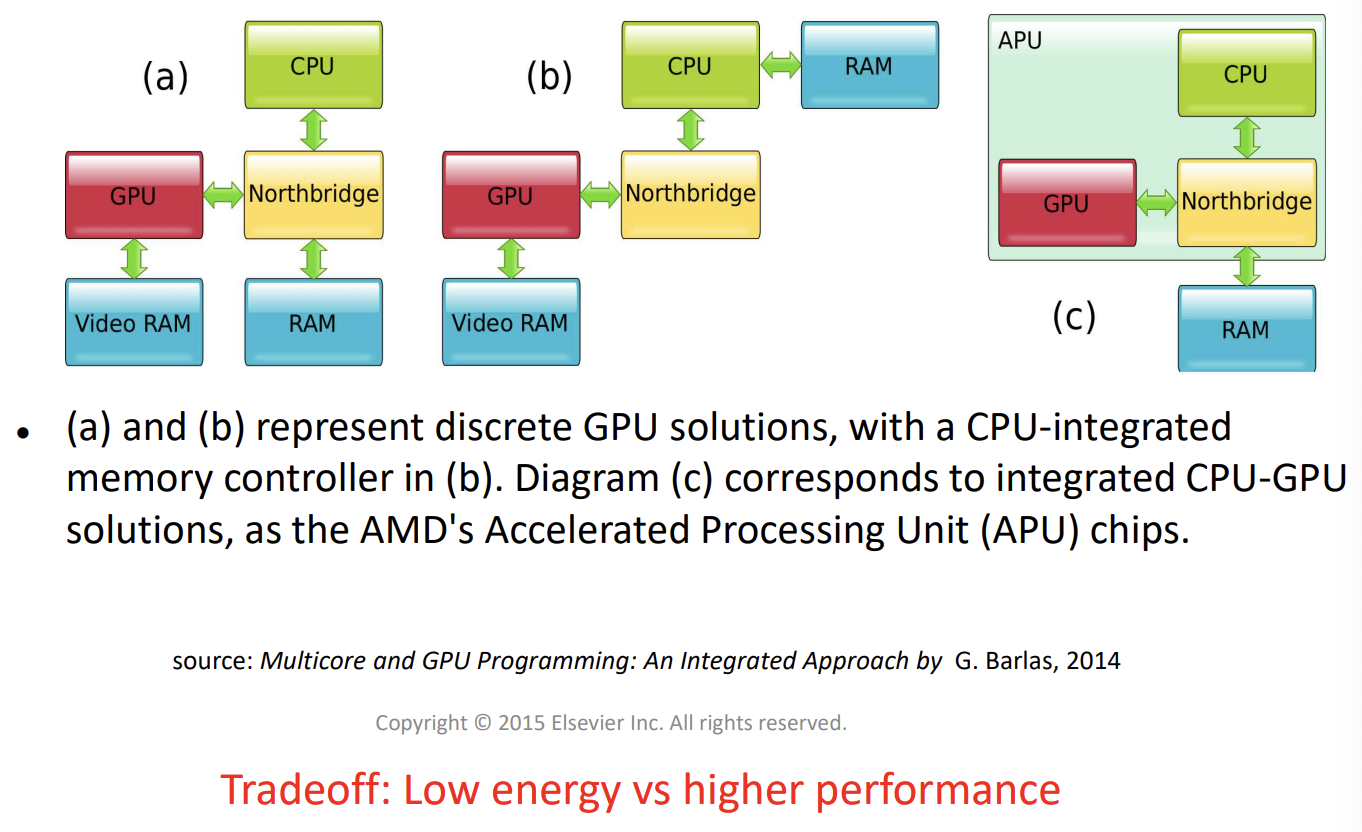 (a)
CPU
GPU
Northbridge
Video RAM
RAM
(b)
CPU
RAM
GPU
Northbridge
Video RAM
APU
CPU
GPU
Northbridge
(c)
RAM
• (a) and (b) represent discrete GPU solutions, with a CPU-integrated
memory controller in (b). Diagram (c) corresponds to integrated CPU-GPU
solutions, as the AMD's Accelerated Processing Unit (APU) chips.
source: Multicore and GPU Programming: An Integrated Approach by G. Barlas, 2014
Copyright © 2015 Elsevier Inc. All rights reserved.
Tradeoff: Low energy vs higher performance